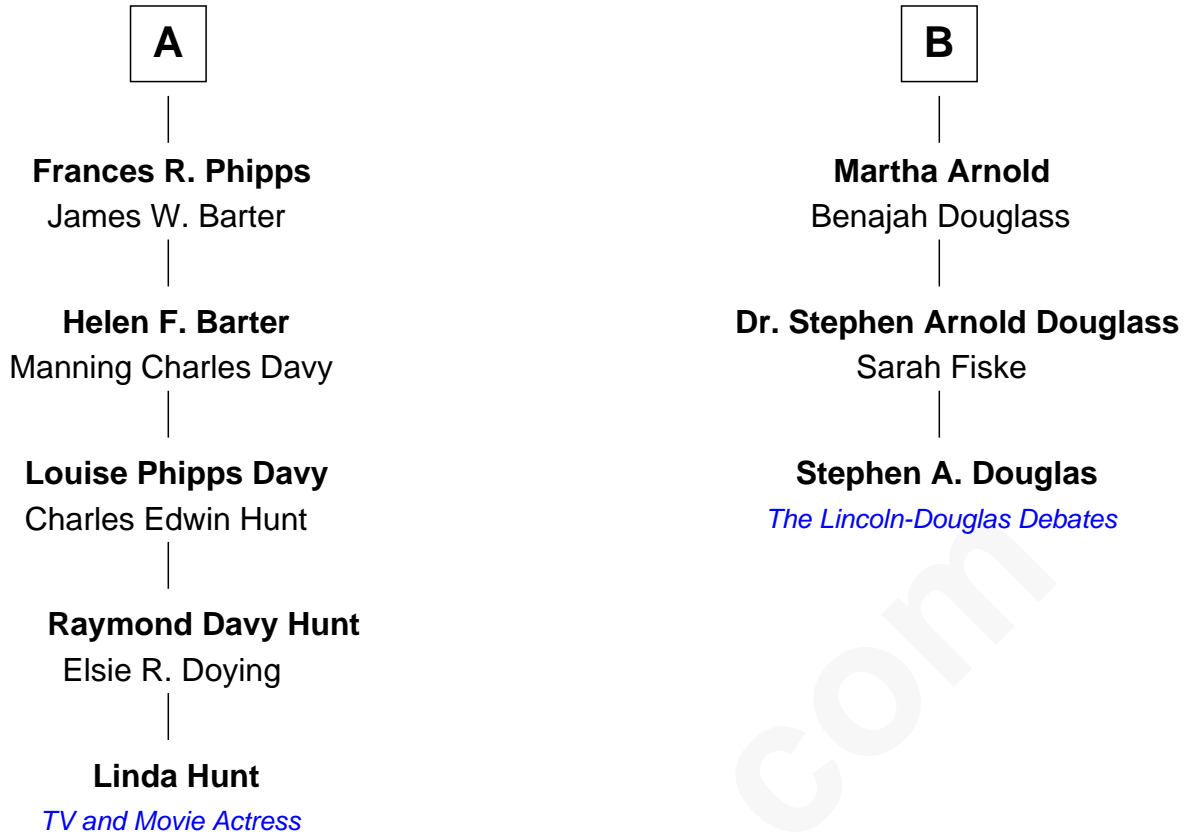 A
Frances R. Phipps
James W. Barter
Helen F. Barter
Manning Charles Davy
Louise Phipps Davy
Charles Edwin Hunt
Raymond Davy Hunt
Elsie R. Doying
Linda Hunt
TV and Movie Actress
B
Martha Arnold
Benajah Douglass
Dr. Stephen Arnold Douglass
Sarah Fiske
Stephen A. Douglas
The Lincoln-Douglas Debates
com